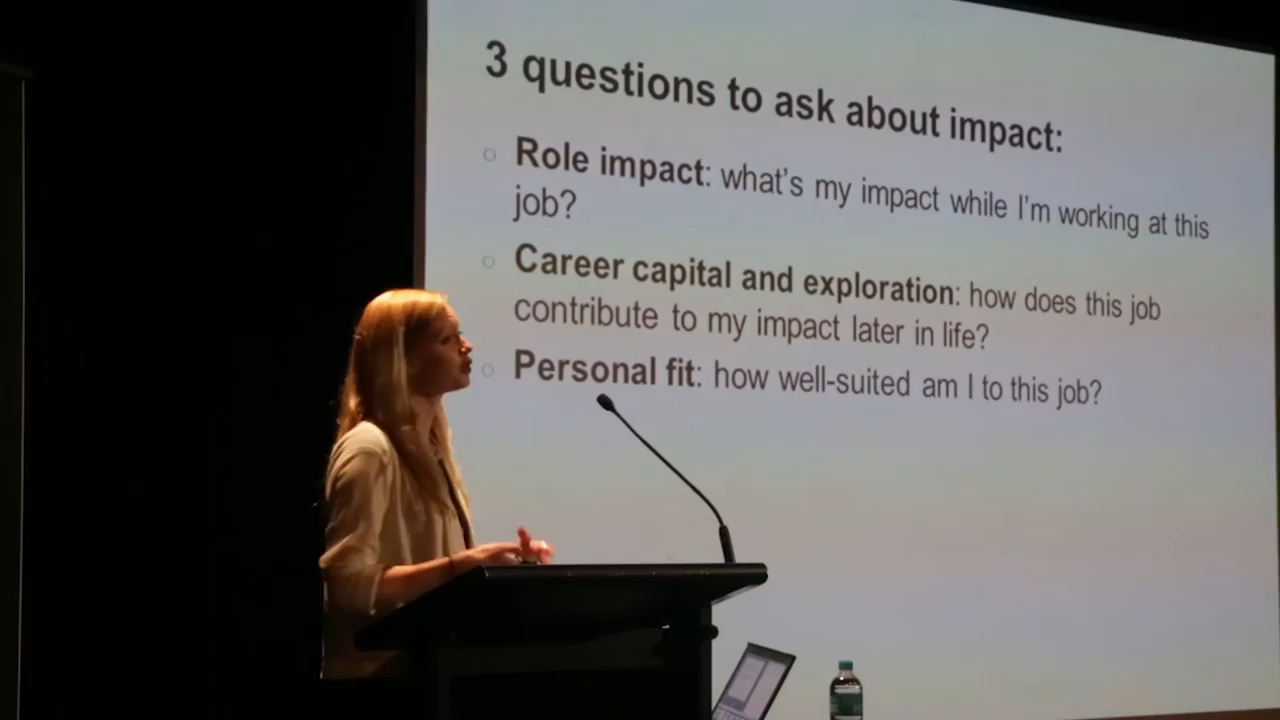 3 questions to ask about impact:
○ Role impact: what's my impact while I'm working at this
job?
○ Career capital and exploration: how does this job
contribute to my impact later in life?
○ Personal fit: how well-suited am I to this job?